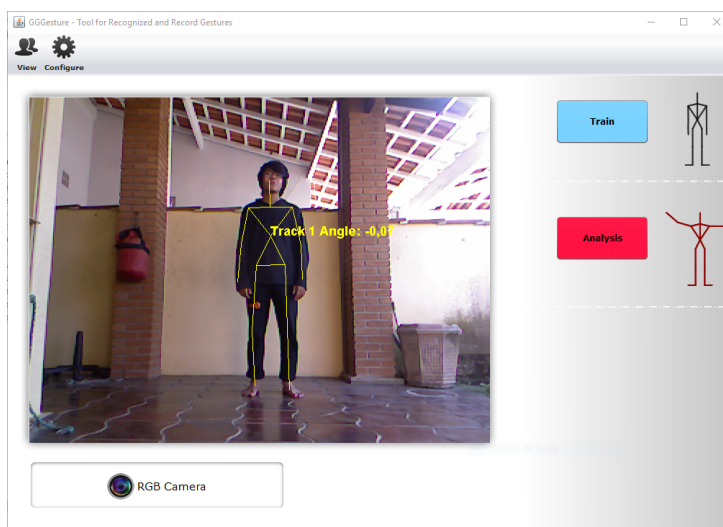 GGGesture - Tool for Recognized and Record Gestures
View Configure
Train
Track 1 Angle: -0,01
Analysis
RGB Camera